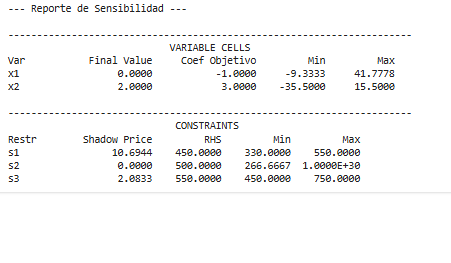 --- Reporte de Sensibilidad ---
----------------------------------------------------------------
VARIABLE CELLS
Var Final Value Coef Objetivo Min Max
x1 0.0000 -1.0000 -9.3333 41.7778
x2 2.0000 3.0000 -35.5000 15.5000
----------------------------------------------------------------
CONSTRAINTS
Restr Shadow Price RHS Min Max
s1 10.6944 450.0000 330.0000 550.0000
s2 0.0000 500.0000 266.6667 1.0000E+30
s3 2.0833 550.0000 450.0000 750.0000